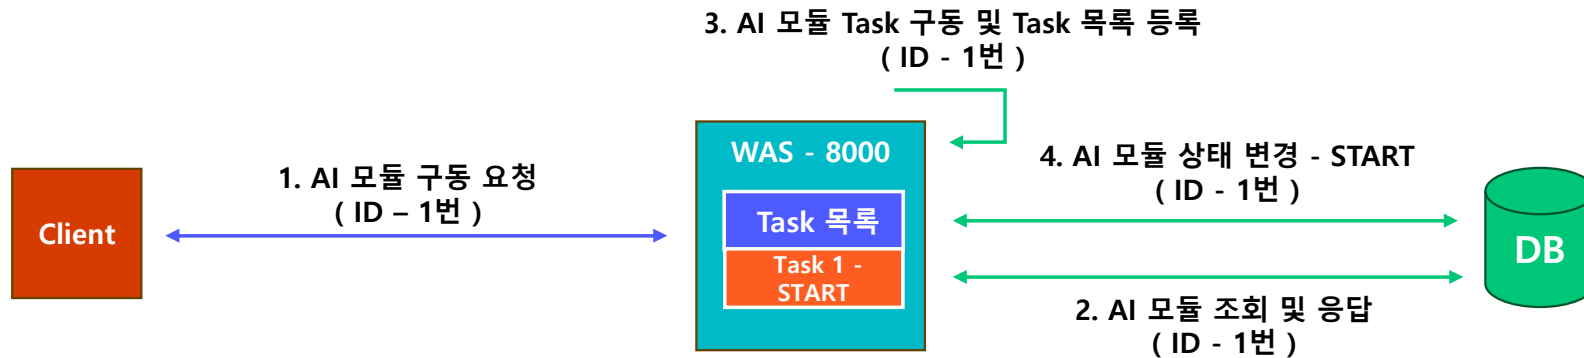 3. AI 모듈 Task 구동 및 Task 목록 등록
( ID - 1번 )
WAS - 8000
1. AI 모듈 구동 요청
( ID – 1번 )
4. AI 모듈 상태 변경 - START
( ID - 1번 )
Client
Task 목록
Task 1 -
START
DB
2. AI 모듈 조회 및 응답
( ID - 1번 )